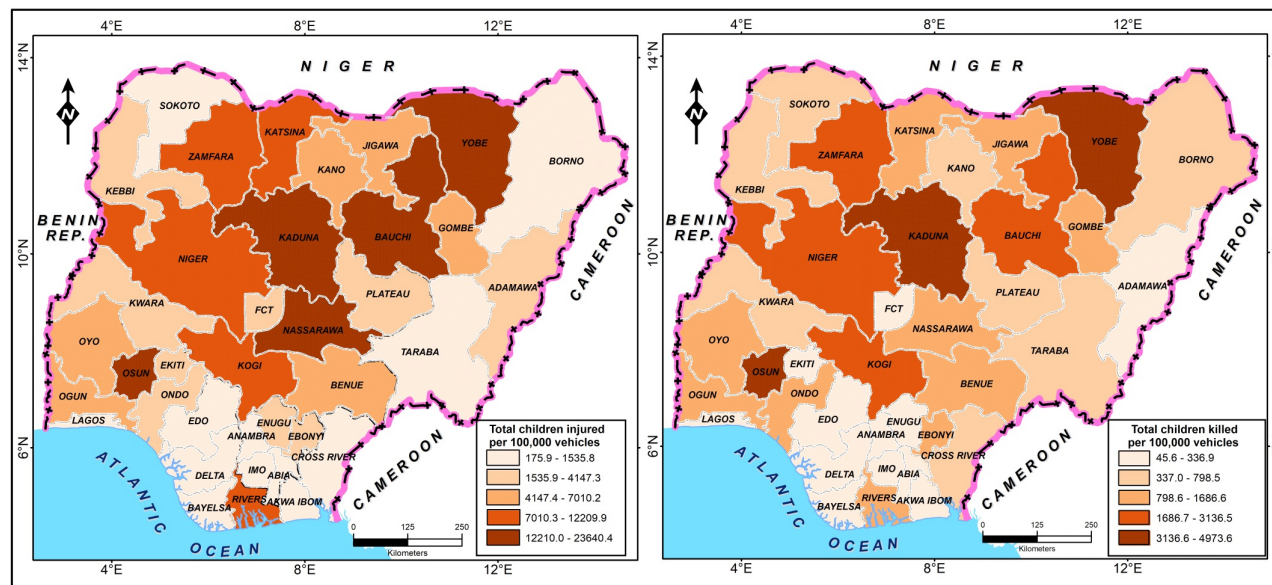 4°E
8°E
12°E
14°N
10°N
6°N
N
NIGER
BENIN
REP.
CAMEROON
CAMEROON
ATLANTIC
OCEAN
SOKOTO
KATSINA
ZAMFARA
JIGAWA
YOBE
BORNO
KANO
KEBBI
KADUNA
BAUCHI
GOMBE
NIGER
ADAMAWA
PLATEAU
KWARA
FCT
NASSARAWA
TARABA
OYO
OSUN
EKITI
KOGI
BENUE
OGUN
ONDO
LAGOS
EDO
ENUGU
ANAMBRA
EBONYI
CROSS RIVER
DELTA
IMO
ABIA
BAYELSA
RIVERS
AKWA IBOM
Total children injured
per 100,000 vehicles
175.9 - 1535.8
1535.9 - 4147.3
4147.4 - 7010.2
7010.3 - 12209.9
12210.0 - 23640.4
0
125
250
Kilometers
4°E
8°E
12°E
4°E
8°E
12°E
14°N
10°N
6°N
N
NIGER
BENIN
REP.
CAMEROON
CAMEROON
ATLANTIC
OCEAN
SOKOTO
KATSINA
ZAMFARA
JIGAWA
YOBE
BORNO
KANO
KEBBI
KADUNA
BAUCHI
GOMBE
NIGER
ADAMAWA
PLATEAU
KWARA
FCT
NASSARAWA
TARABA
OYO
OSUN
EKITI
KOGI
BENUE
OGUN
ONDO
LAGOS
EDO
ENUGU
ANAMBRA
EBONYI
CROSS RIVER
DELTA
IMO
ABIA
BAYELSA
RIVERS
AKWA IBOM
Total children killed
per 100,000 vehicles
45.6 - 336.9
337.0 - 798.5
798.6 - 1686.6
1686.7 - 3136.5
3136.6 - 4973.6
0
125
250
Kilometers
4°E
8°E
12°E